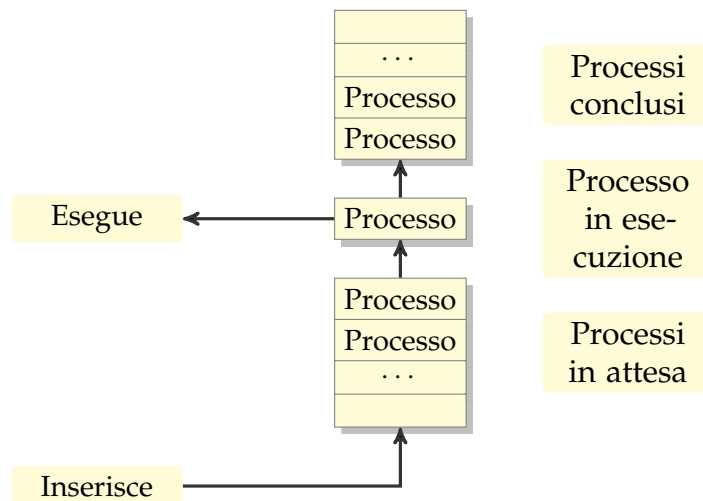 · · ·
Processo
Processo
Processi
conclusi
Esegue
Processo
Processo
in ese-
cuzione
Processo
Processo
· · ·
Processi
in attesa
Inserisce